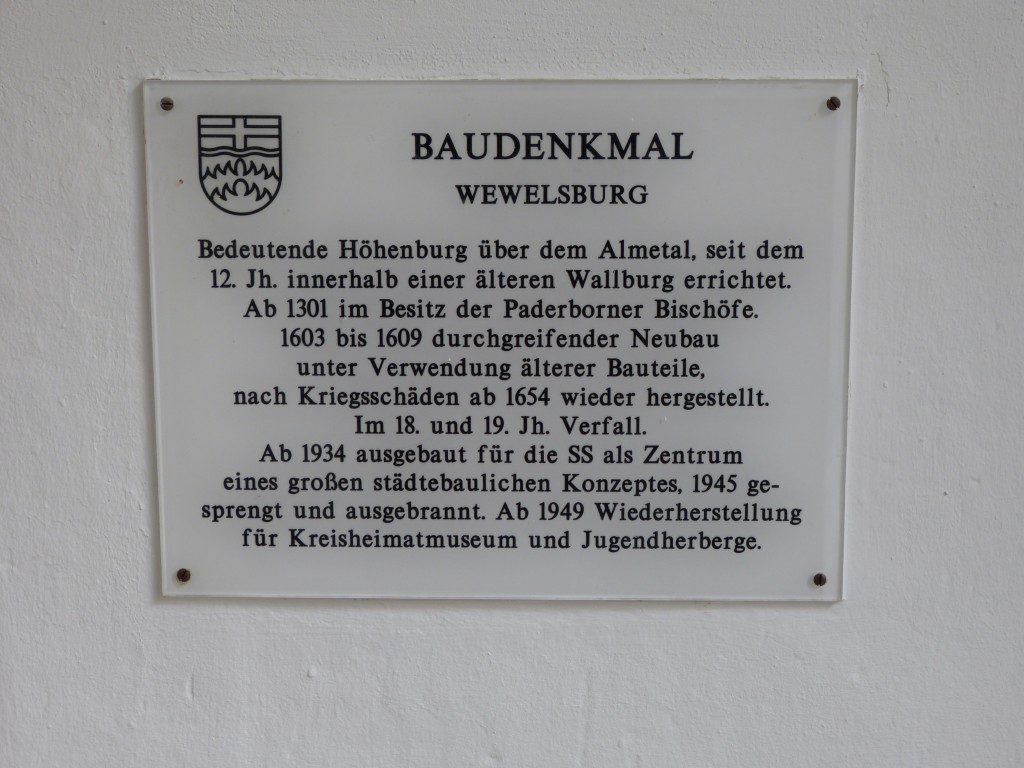 BAUDENKMAL
WEWELSBURG
Bedeutende Höhenburg über dem Almetal, seit dem
12. Jh. innerhalb einer älteren Wallburg errichtet.
Ab 1301 im Besitz der Paderborner Bischöfe.
1603 bis 1609 durchgreifender Neubau
unter Verwendung älterer Bauteile,
nach Kriegsschäden ab 1654 wieder hergestellt.
Im 18. und 19. Jh. Verfall.
Ab 1934 ausgebaut für die SS als Zentrum
eines großen städtebaulichen Konzeptes, 1945 ge-
sprengt und ausgebrannt. Ab 1949 Wiederherstellung
für Kreisheimatmuseum und Jugendherberge.